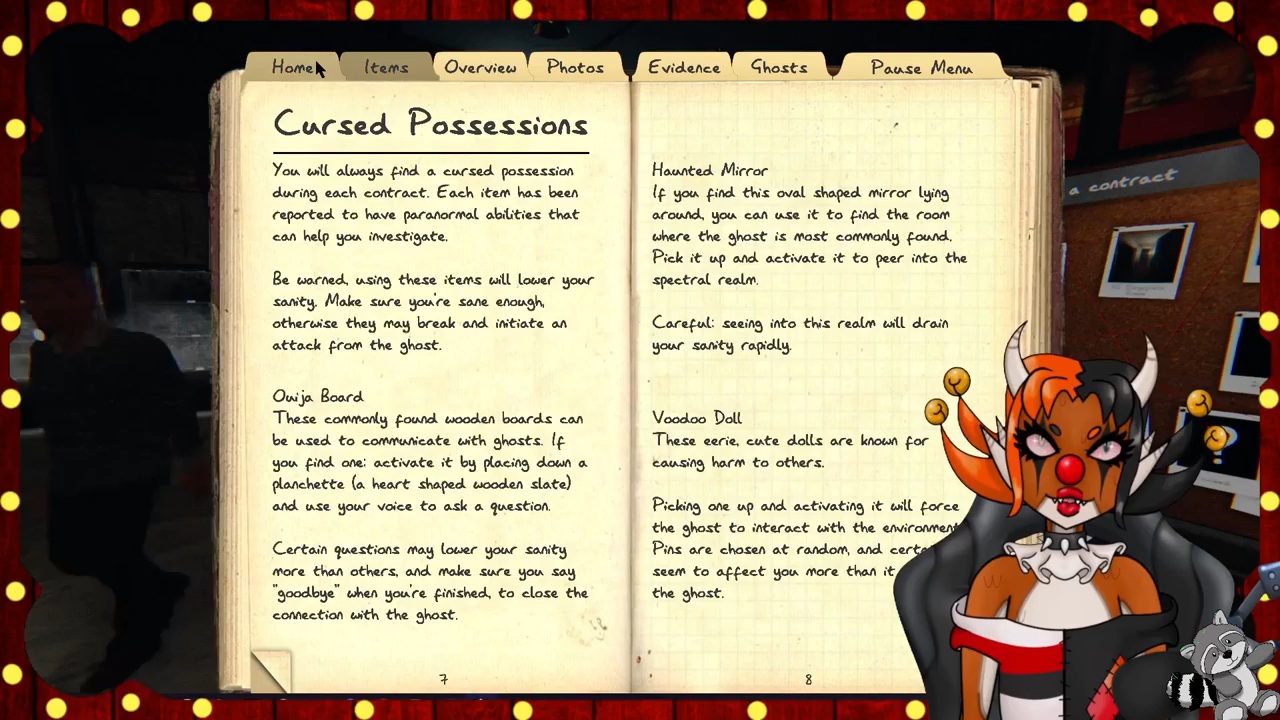 Home
Items
Overview
Photos
Evidence
Ghosts
Pause Menu
Cursed Possessions
You will always find a cursed possession
during each contract. Each item has been
reported to have paranormal abilities that
can help you investigate.
Be warned, using these items will lower your
sanity. Make sure you're sane enough,
otherwise they may break and initiate an
attack from the ghost.
Ouija Board
These commonly found wooden boards can
be used to communicate with ghosts. If
you find one: activate it by placing down a
planchette (a heart shaped wooden slate)
and use your voice to ask a question.
Certain questions may lower your sanity
more than others, and make sure you say
"goodbye" when you're finished, to close the
connection with the ghost.
7
Haunted Mirror
If you find this oval shaped mirror lying
around, you can use it to find the room
where the ghost is most commonly found.
Pick it up and activate it to peer into the
spectral realm.
Careful: seeing into this realm will drain
your sanity rapidly.
Voodoo Doll
These eerie, cute dolls are known for
causing harm to others.
Picking one up and activating it will force
the ghost to interact with the environment
Pins are chosen at random, and
seem to affect you more than it
the ghost.
8
a contract